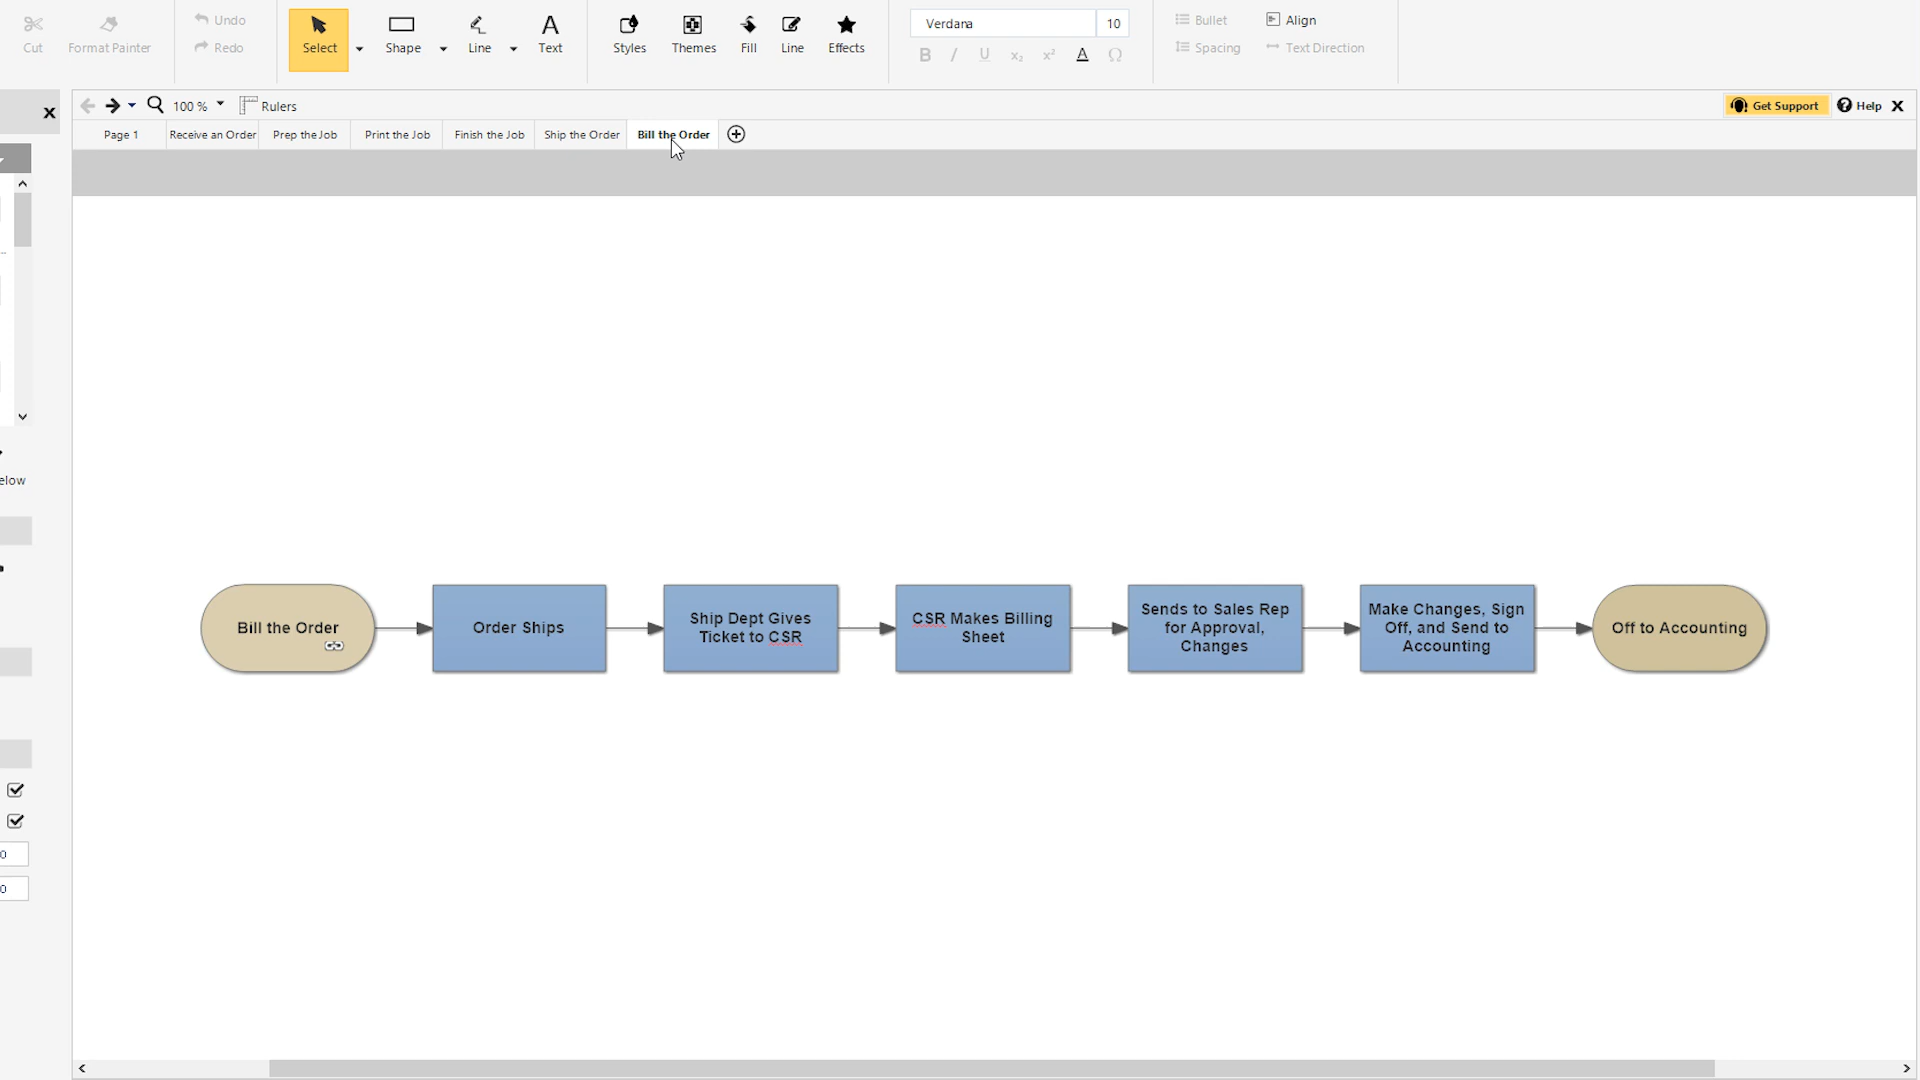 Cut
Format Painter
Undo
Redo
Select
Shape
Line
Text
Styles
Themes
Fill
Line
Effects
Verdana
10
B I U x₂ x² A Ω
Bullet
Align
Spacing
Text Direction
100 %
Rulers
Get Support
Help
Page 1
Receive an Order
Prep the Job
Print the Job
Finish the Job
Ship the Order
Bill the Order
elow
0
0
Bill the Order
Order Ships
Ship Dept Gives
Ticket to CSR
CSR Makes Billing
Sheet
Sends to Sales Rep
for Approval,
Changes
Make Changes, Sign
Off, and Send to
Accounting
Off to Accounting